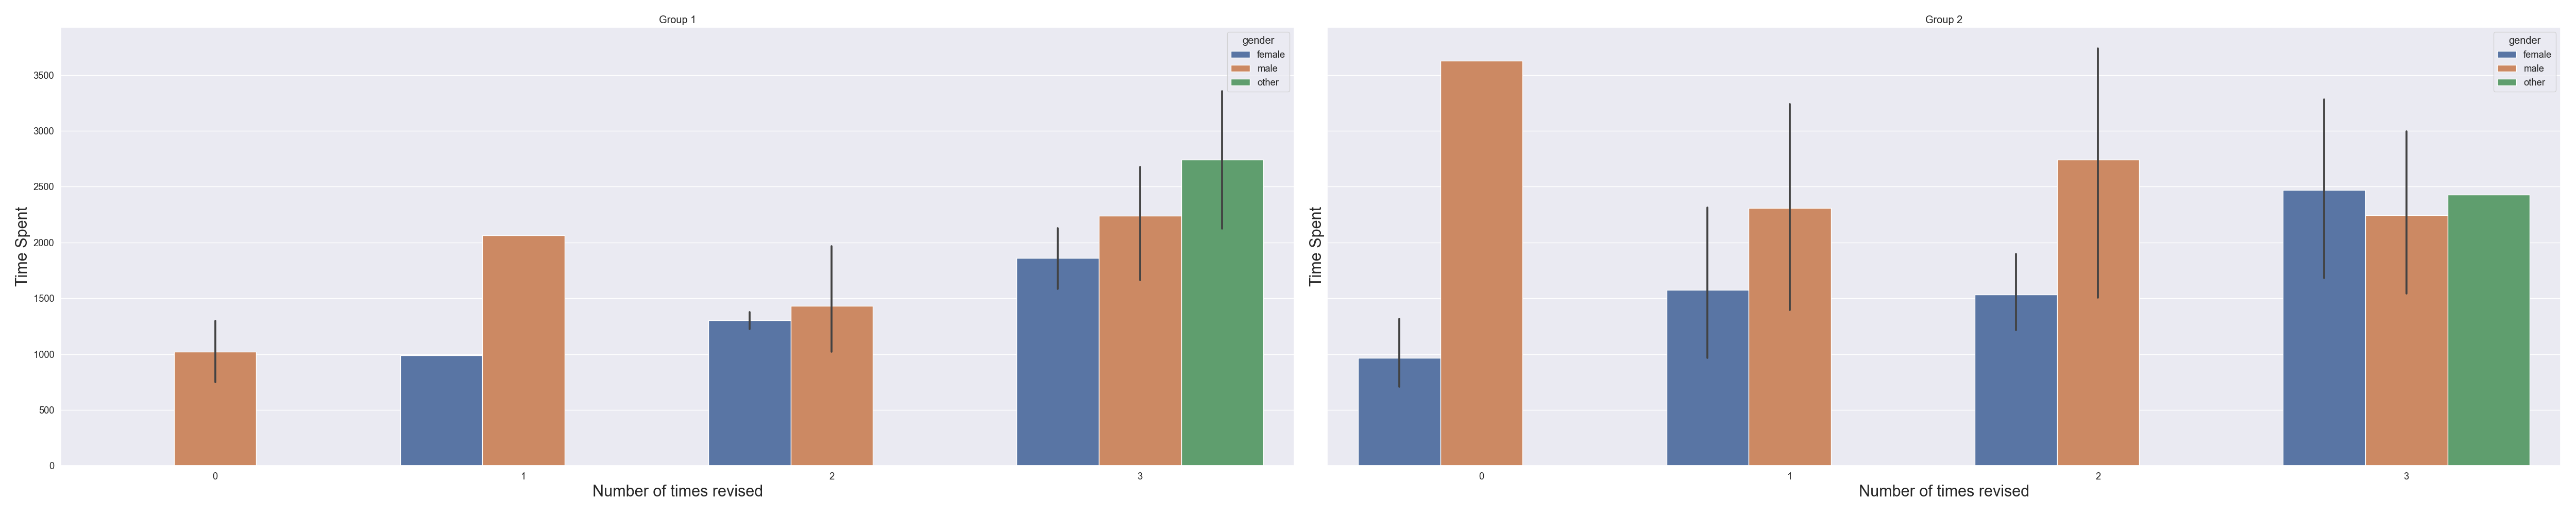 Group 1
gender
female
male
other
Time Spent
3500
3000
2500
2000
1500
1000
500
0
0 1 2 3
Number of times revised
Group 2
gender
female
male
other
Time Spent
0 1 2 3
Number of times revised